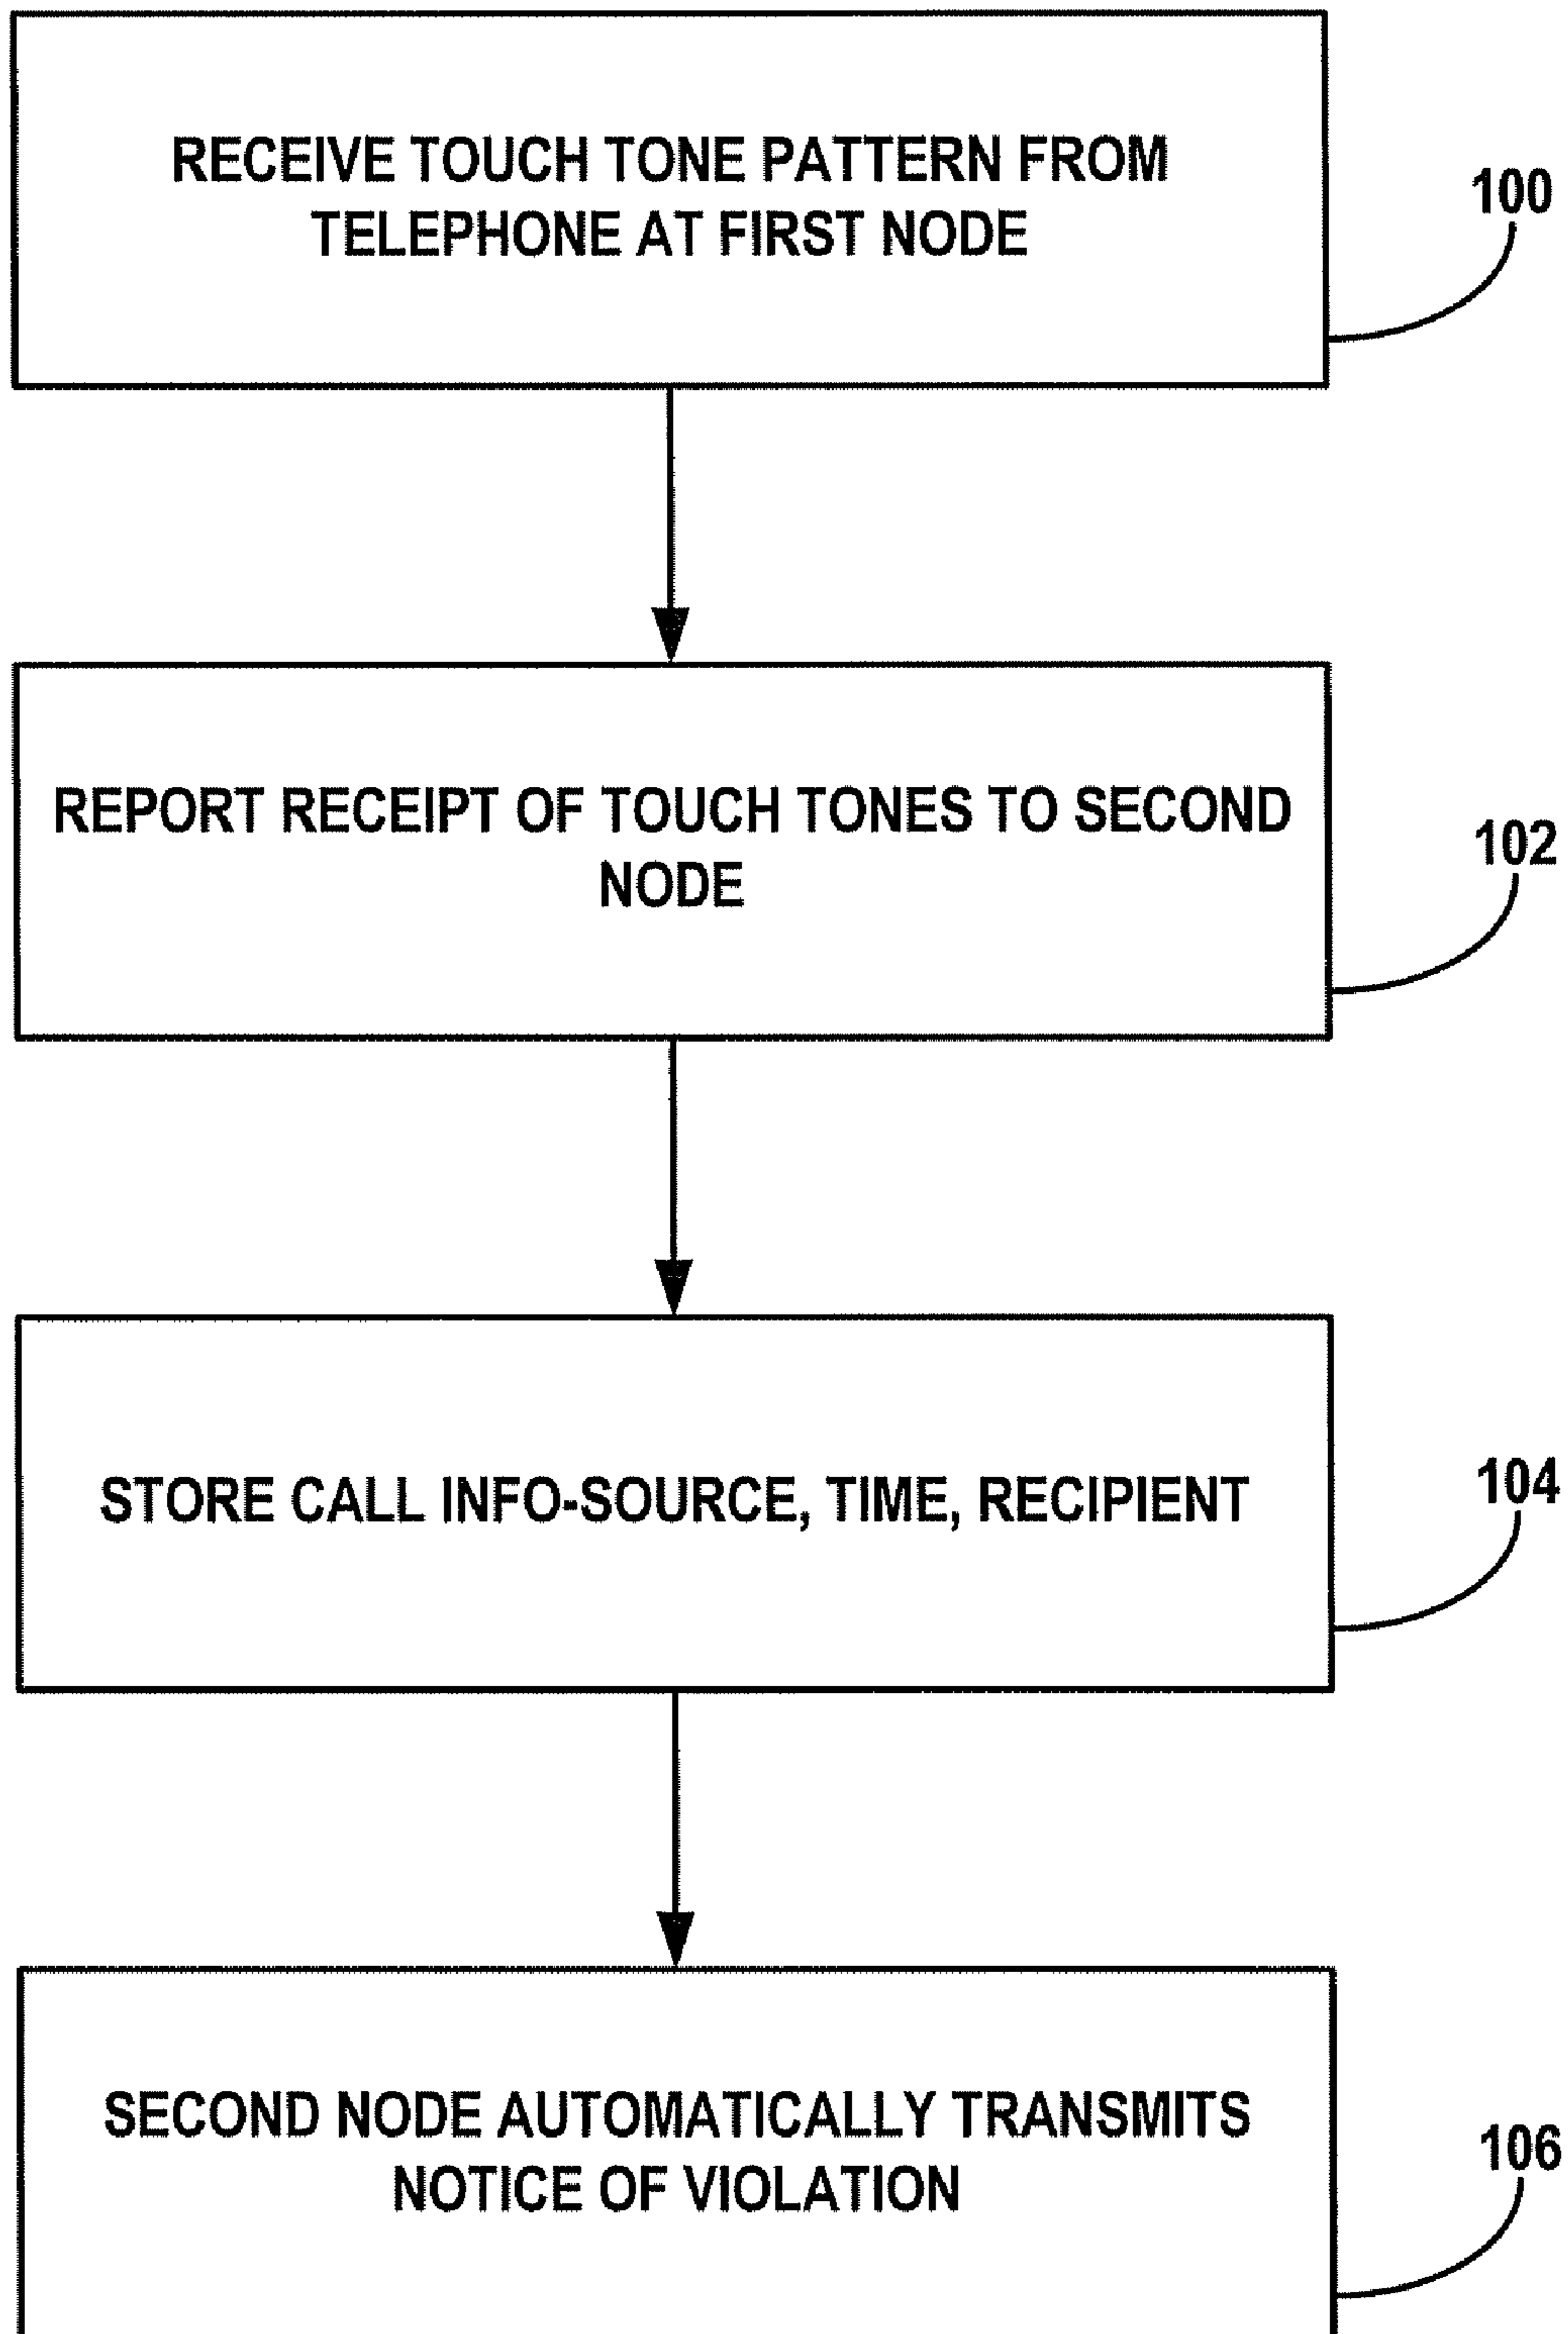 RECEIVE TOUCH TONE PATTERN FROM
TELEPHONE AT FIRST NODE
100
REPORT RECEIPT OF TOUCH TONES TO SECOND
NODE
102
STORE CALL INFO-SOURCE, TIME, RECIPIENT
104
SECOND NODE AUTOMATICALLY TRANSMITS
NOTICE OF VIOLATION
106